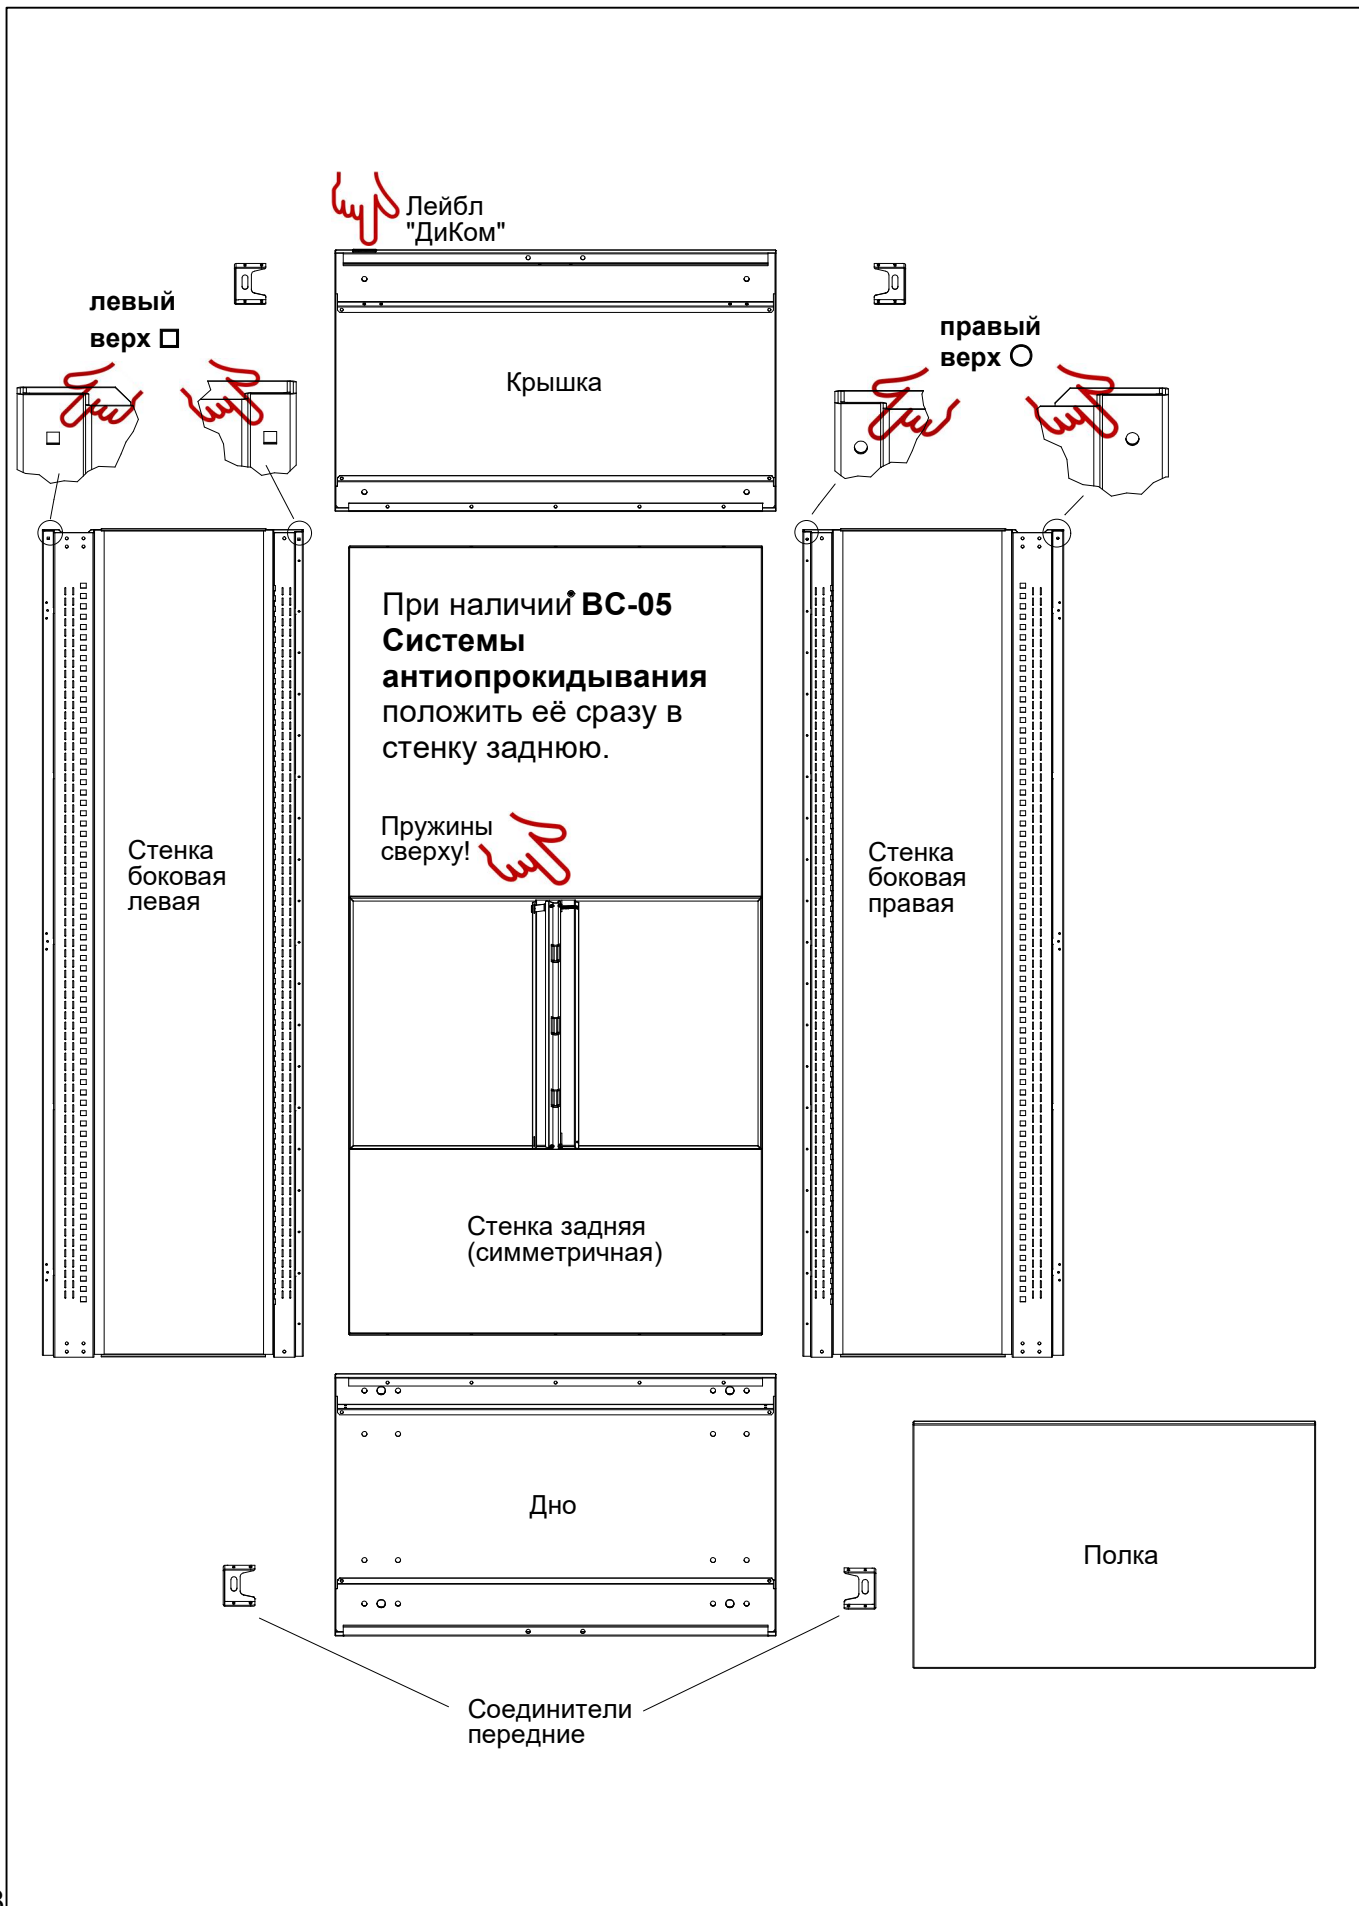 Лейбл
"ДиКом"
левый
верх
правый
верх
Крышка
При наличии ВС-05
Системы
антиопрокидывания
положить её сразу в
стенку заднюю.
Пружины
сверху!
Стенка
боковая
левая
Стенка
боковая
правая
Стенка задняя
(симметричная)
Дно
Полка
Соединители
передние